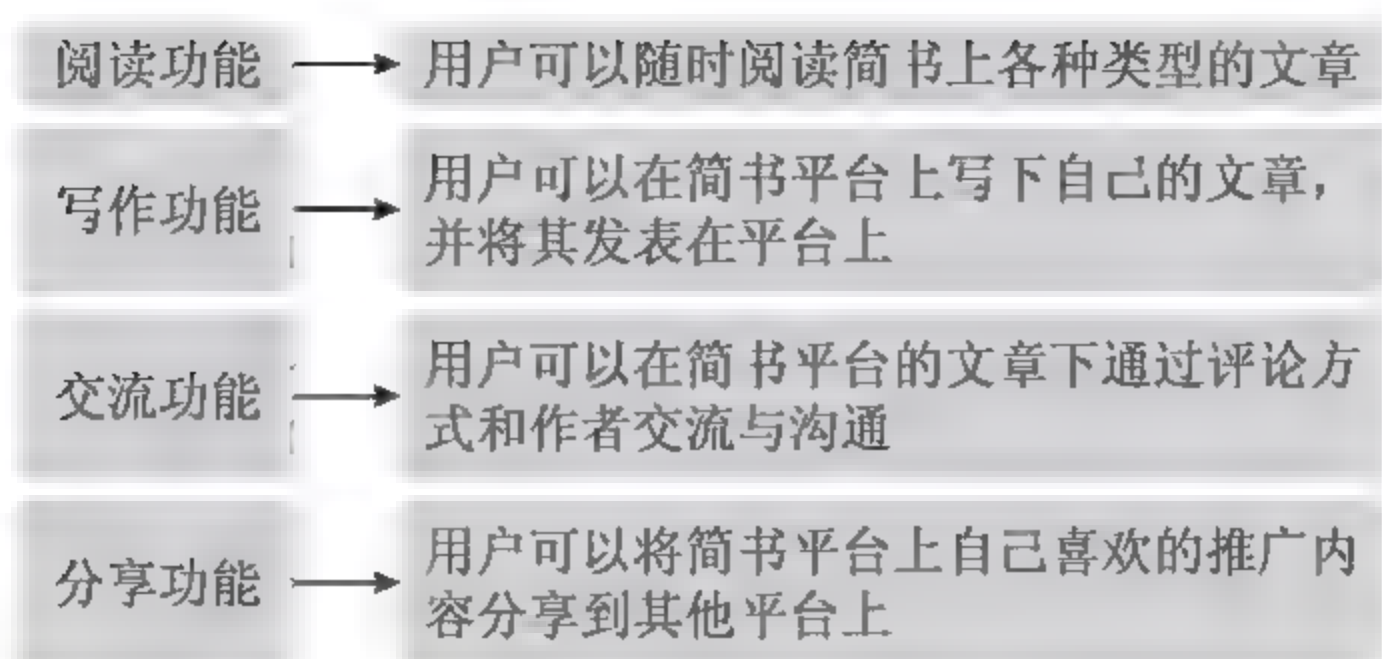 阅读功能 用户可以随时阅读简书上各种类型的文章
写作功能 用户可以在简书平台上写下自己的文章,
并将其发表在平台上
交流功能 用户可以在简书平台的文章下通过评论方
式和作者交流与沟通
分享功能 用户可以将简书平台上自己喜欢的推广内
容分享到其他平台上